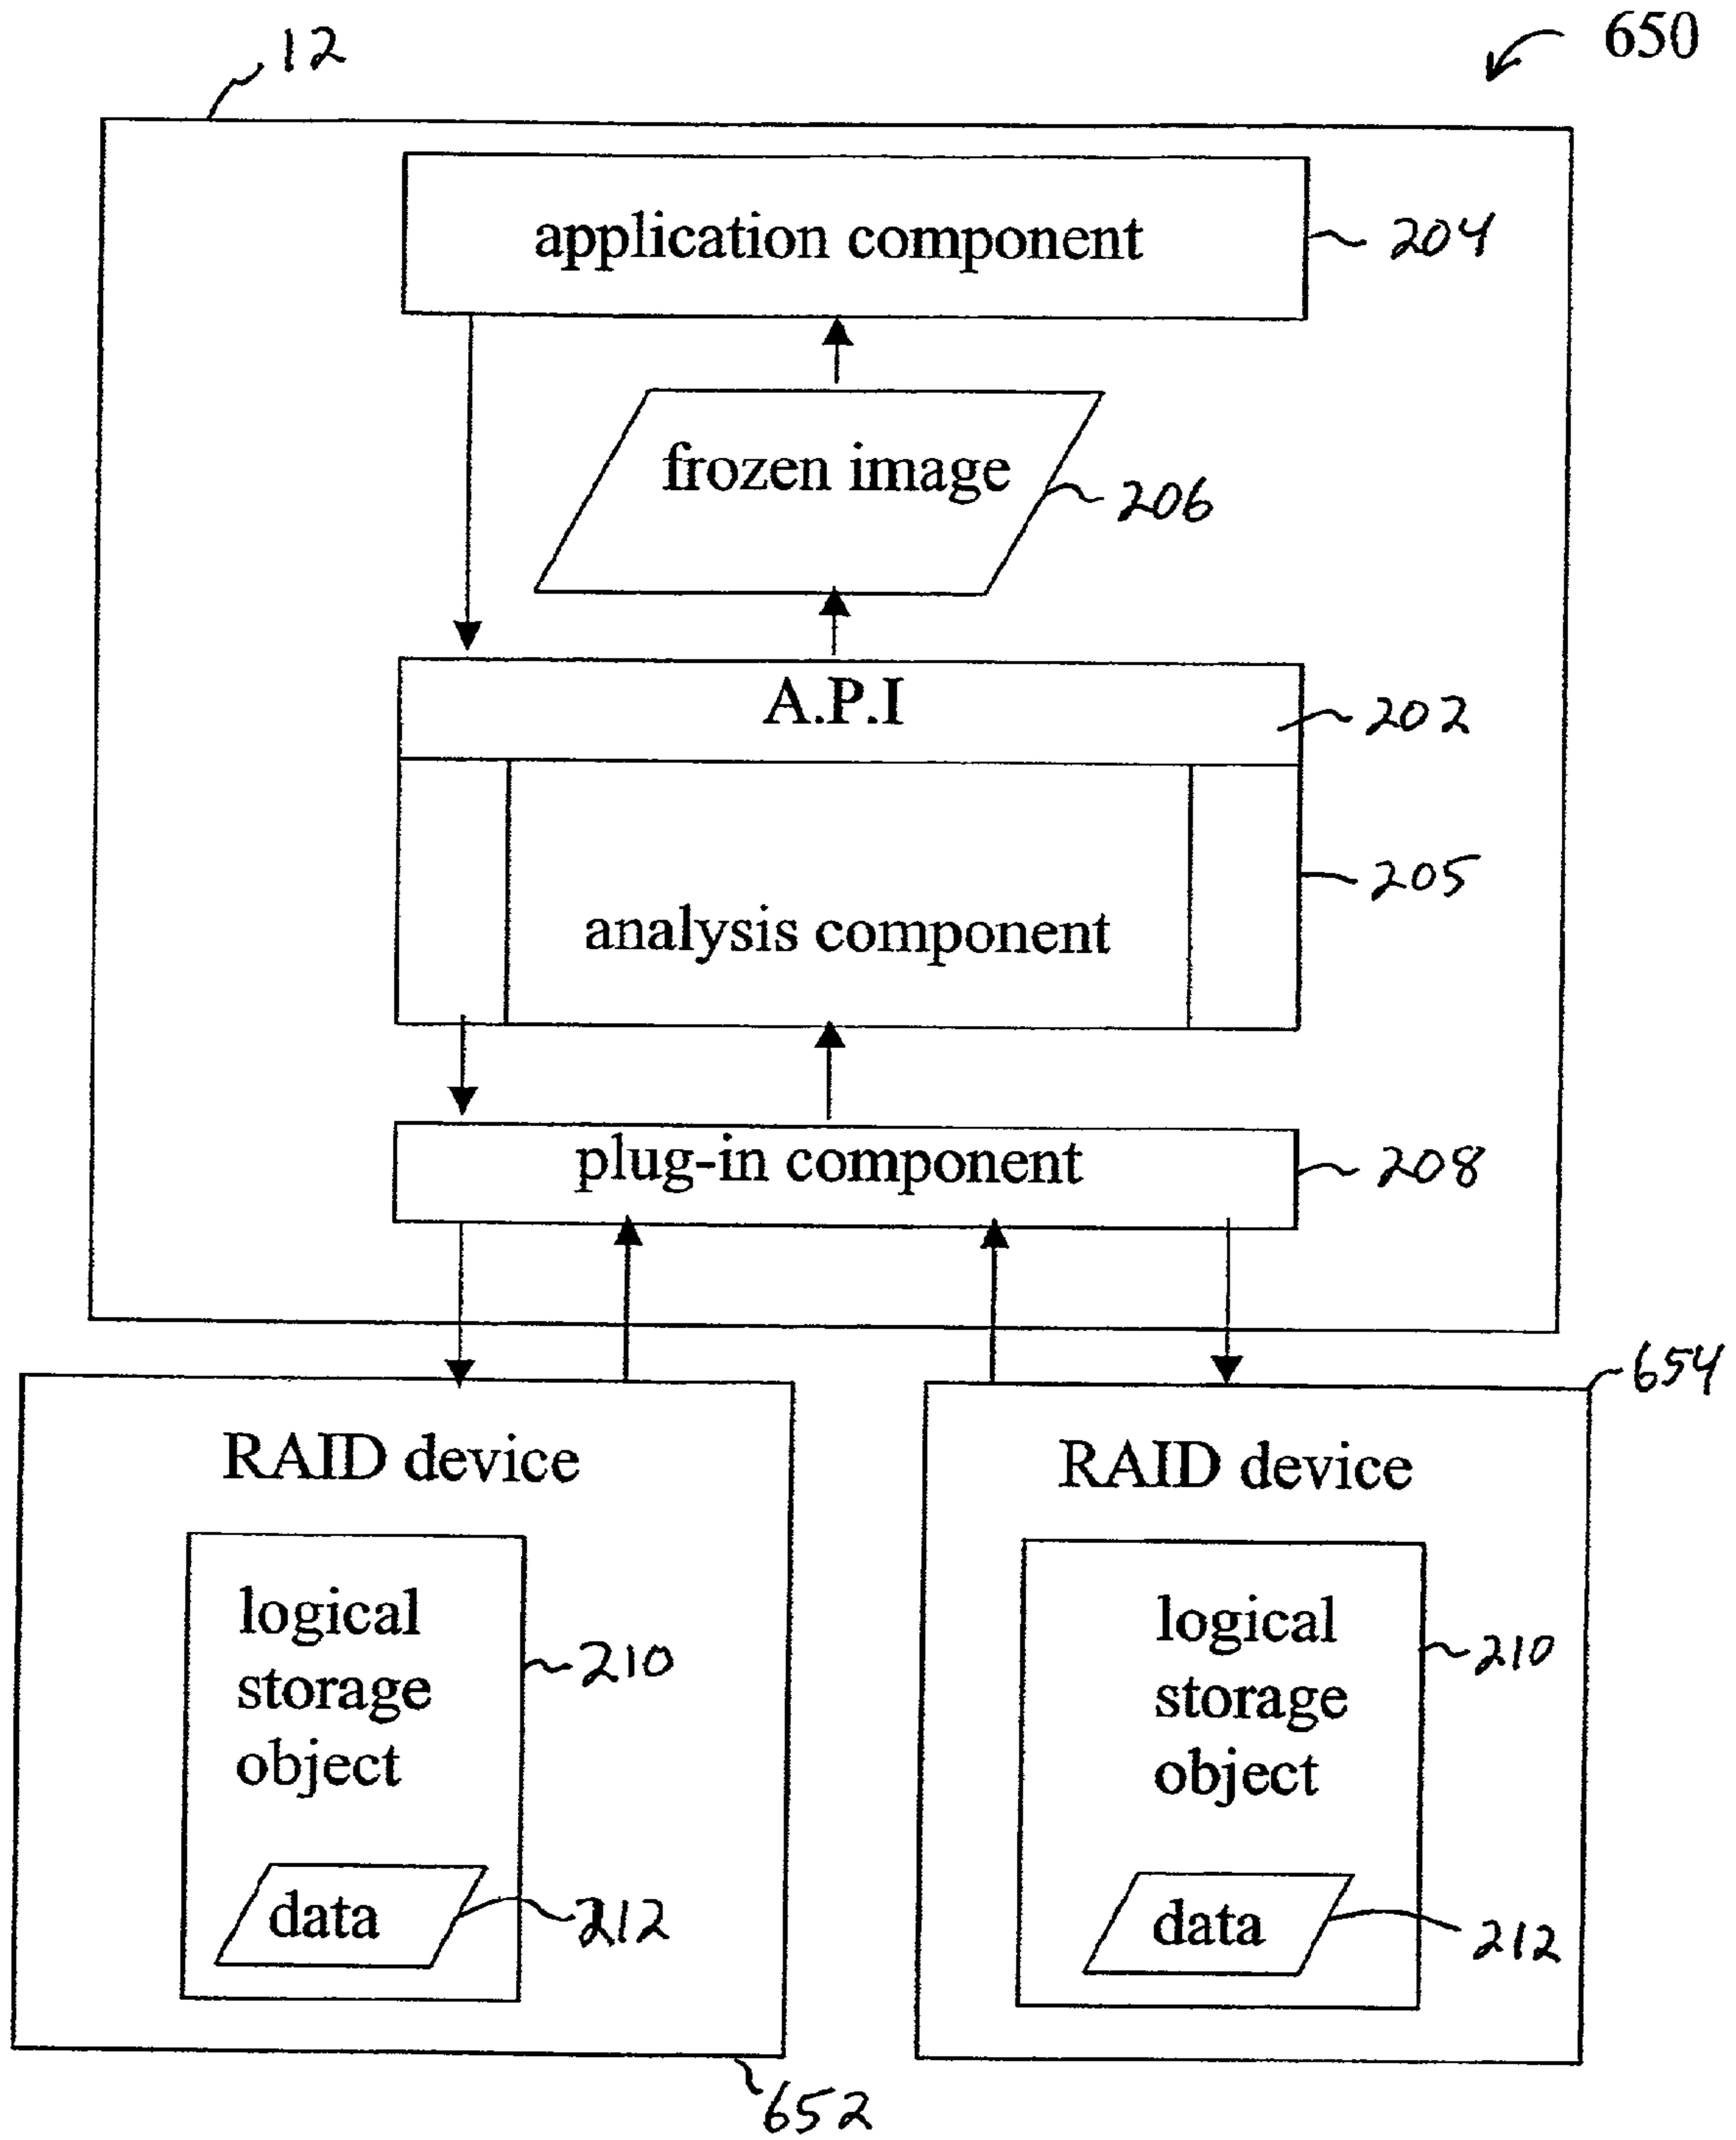 650
12
application component
204
frozen image
206
A.P.I
202
205
analysis component
plug-in component
208
654
RAID device
RAID device
logical
storage
object
210
logical
storage
object
210
data
212
data
212
652